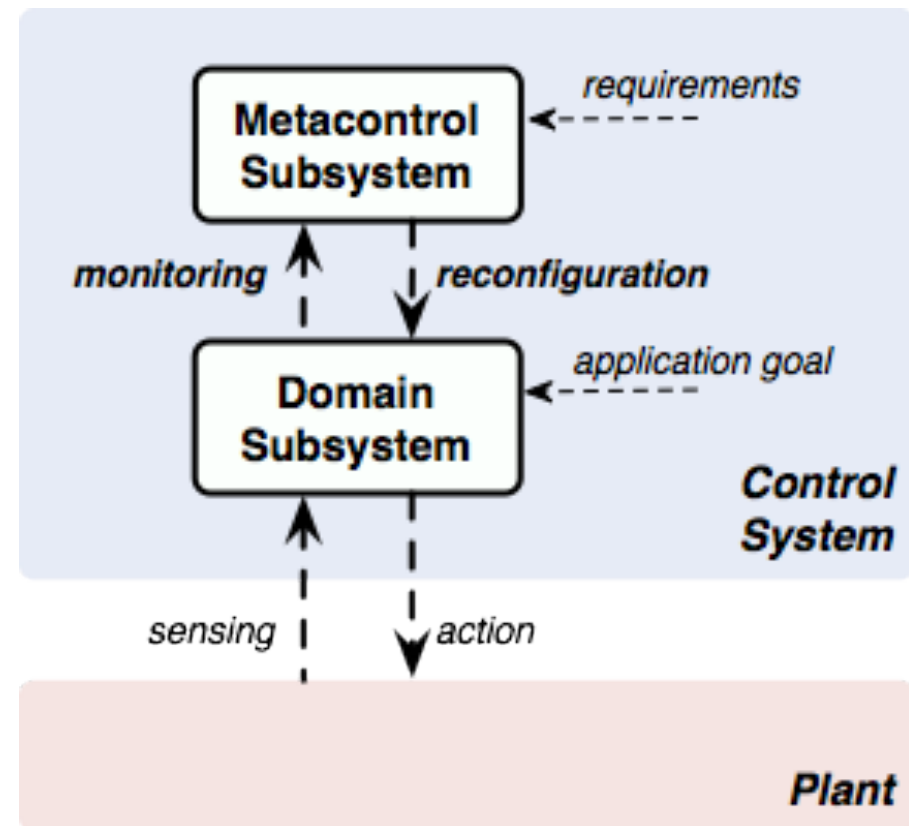 requirements
Metacontrol
Subsystem
monitoring
reconfiguration
application goal
Domain
Subsystem
Control
System
sensing
action
Plant